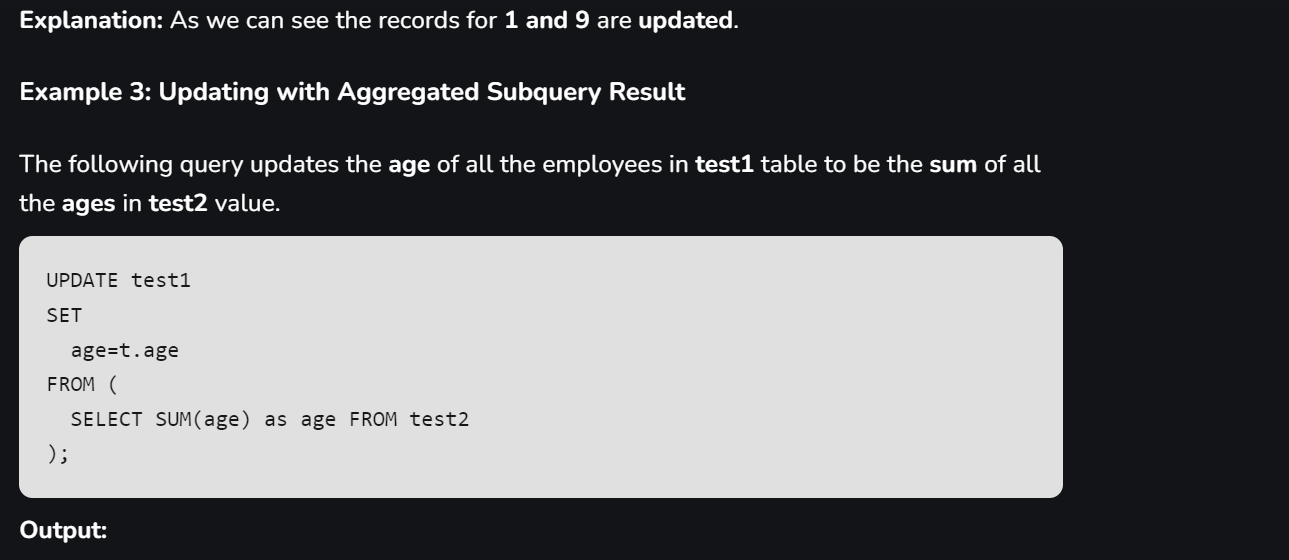 Explanation: As we can see the records for 1 and 9 are updated.
Example 3: Updating with Aggregated Subquery Result
The following query updates the age of all the employees in test1 table to be the sum of all
the ages in test2 value.
UPDATE test1
SET
  age=t.age
FROM (
  SELECT SUM(age) as age FROM test2
);
Output: